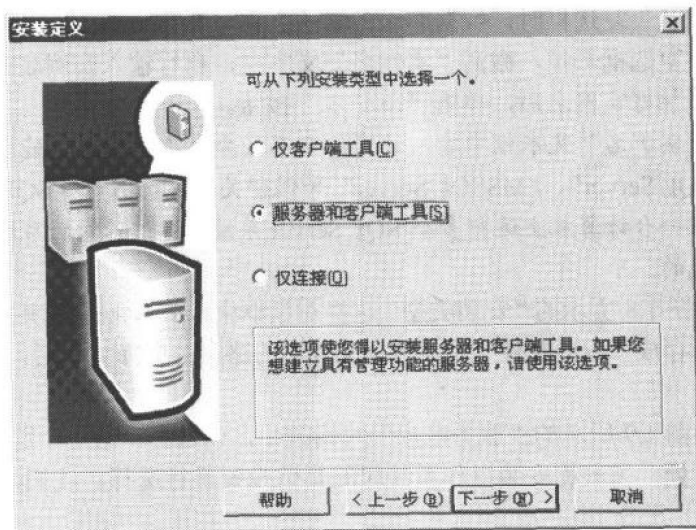 安装定义
可从下列安装类型中选择一个。
仅客户端工具[C]
服务器和客户端工具[S]
仅连接[O]
该选项使您得以安装服务器和客户端工具。如果您
想建立具有管理功能的服务器，请使用该选项。
帮助
< 上一步(B)
下一步(N) >
取消